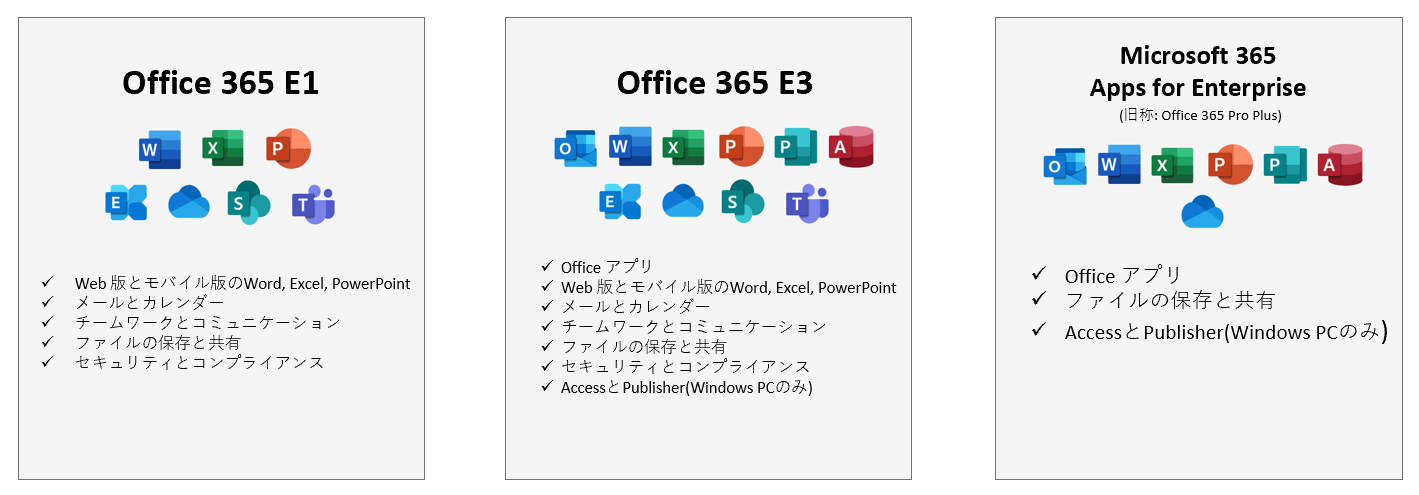 Office 365 E1
W X P
E S T
Web 版とモバイル版のWord, Excel, PowerPoint
メールとカレンダー
チームワークとコミュニケーション
ファイルの保存と共有
セキュリティとコンプライアンス
Office 365 E3
O W X P P A
E S T
Office アプリ
Web 版とモバイル版のWord, Excel, PowerPoint
メールとカレンダー
チームワークとコミュニケーション
ファイルの保存と共有
セキュリティとコンプライアンス
AccessとPublisher(Windows PCのみ)
Microsoft 365
Apps for Enterprise
(旧称: Office 365 Pro Plus)
O W X P P A
Office アプリ
ファイルの保存と共有
AccessとPublisher(Windows PCのみ)